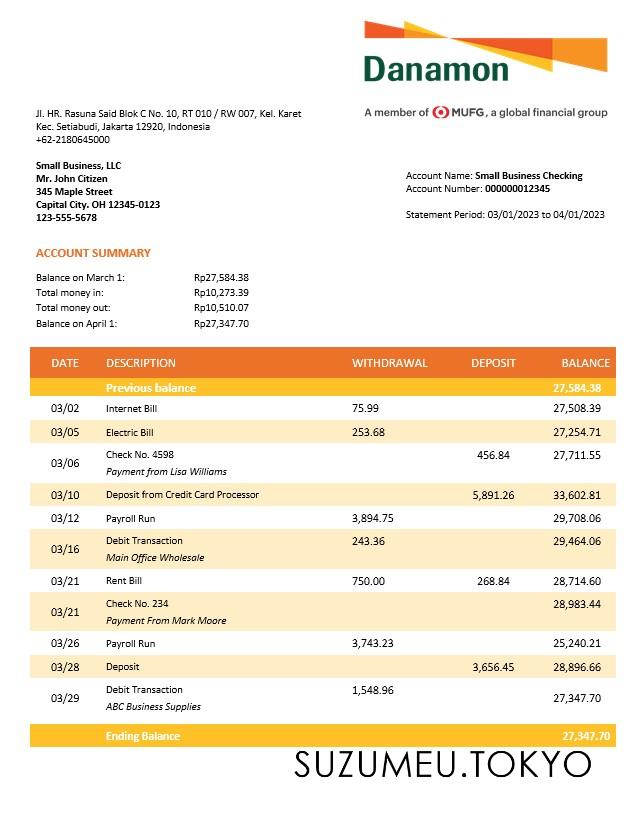 Danamon
A member of MUFG, a global financial group
Jl. HR. Rasuna Said Blok C No. 10, RT 010 / RW 007, Kel. Karet
Kec. Setiabudi, Jakarta 12920, Indonesia
+62-2180645000
Small Business, LLC
Mr. John Citizen
345 Maple Street
Capital City. OH 12345-0123
123-555-5678
Account Name: Small Business Checking
Account Number: 000000012345
Statement Period: 03/01/2023 to 04/01/2023
ACCOUNT SUMMARY
Balance on March 1: Rp27,584.38
Total money in: Rp10,273.39
Total money out: Rp10,510.07
Balance on April 1: Rp27,347.70
DATE DESCRIPTION WITHDRAWAL DEPOSIT BALANCE
Previous balance 27,584.38
03/02 Internet Bill 75.99 27,508.39
03/05 Electric Bill 253.68 27,254.71
03/06 Check No. 4598 456.84 27,711.55
Payment from Lisa Williams
03/10 Deposit from Credit Card Processor 5,891.26 33,602.81
03/12 Payroll Run 3,894.75 29,708.06
03/16 Debit Transaction 243.36 29,464.06
Main Office Wholesale
03/21 Rent Bill 750.00 268.84 28,714.60
03/21 Check No. 234 28,983.44
Payment From Mark Moore
03/26 Payroll Run 3,743.23 25,240.21
03/28 Deposit 3,656.45 28,896.66
03/29 Debit Transaction 1,548.96 27,347.70
ABC Business Supplies
Ending Balance 27,347.70
SUZUMEU.TOKYO